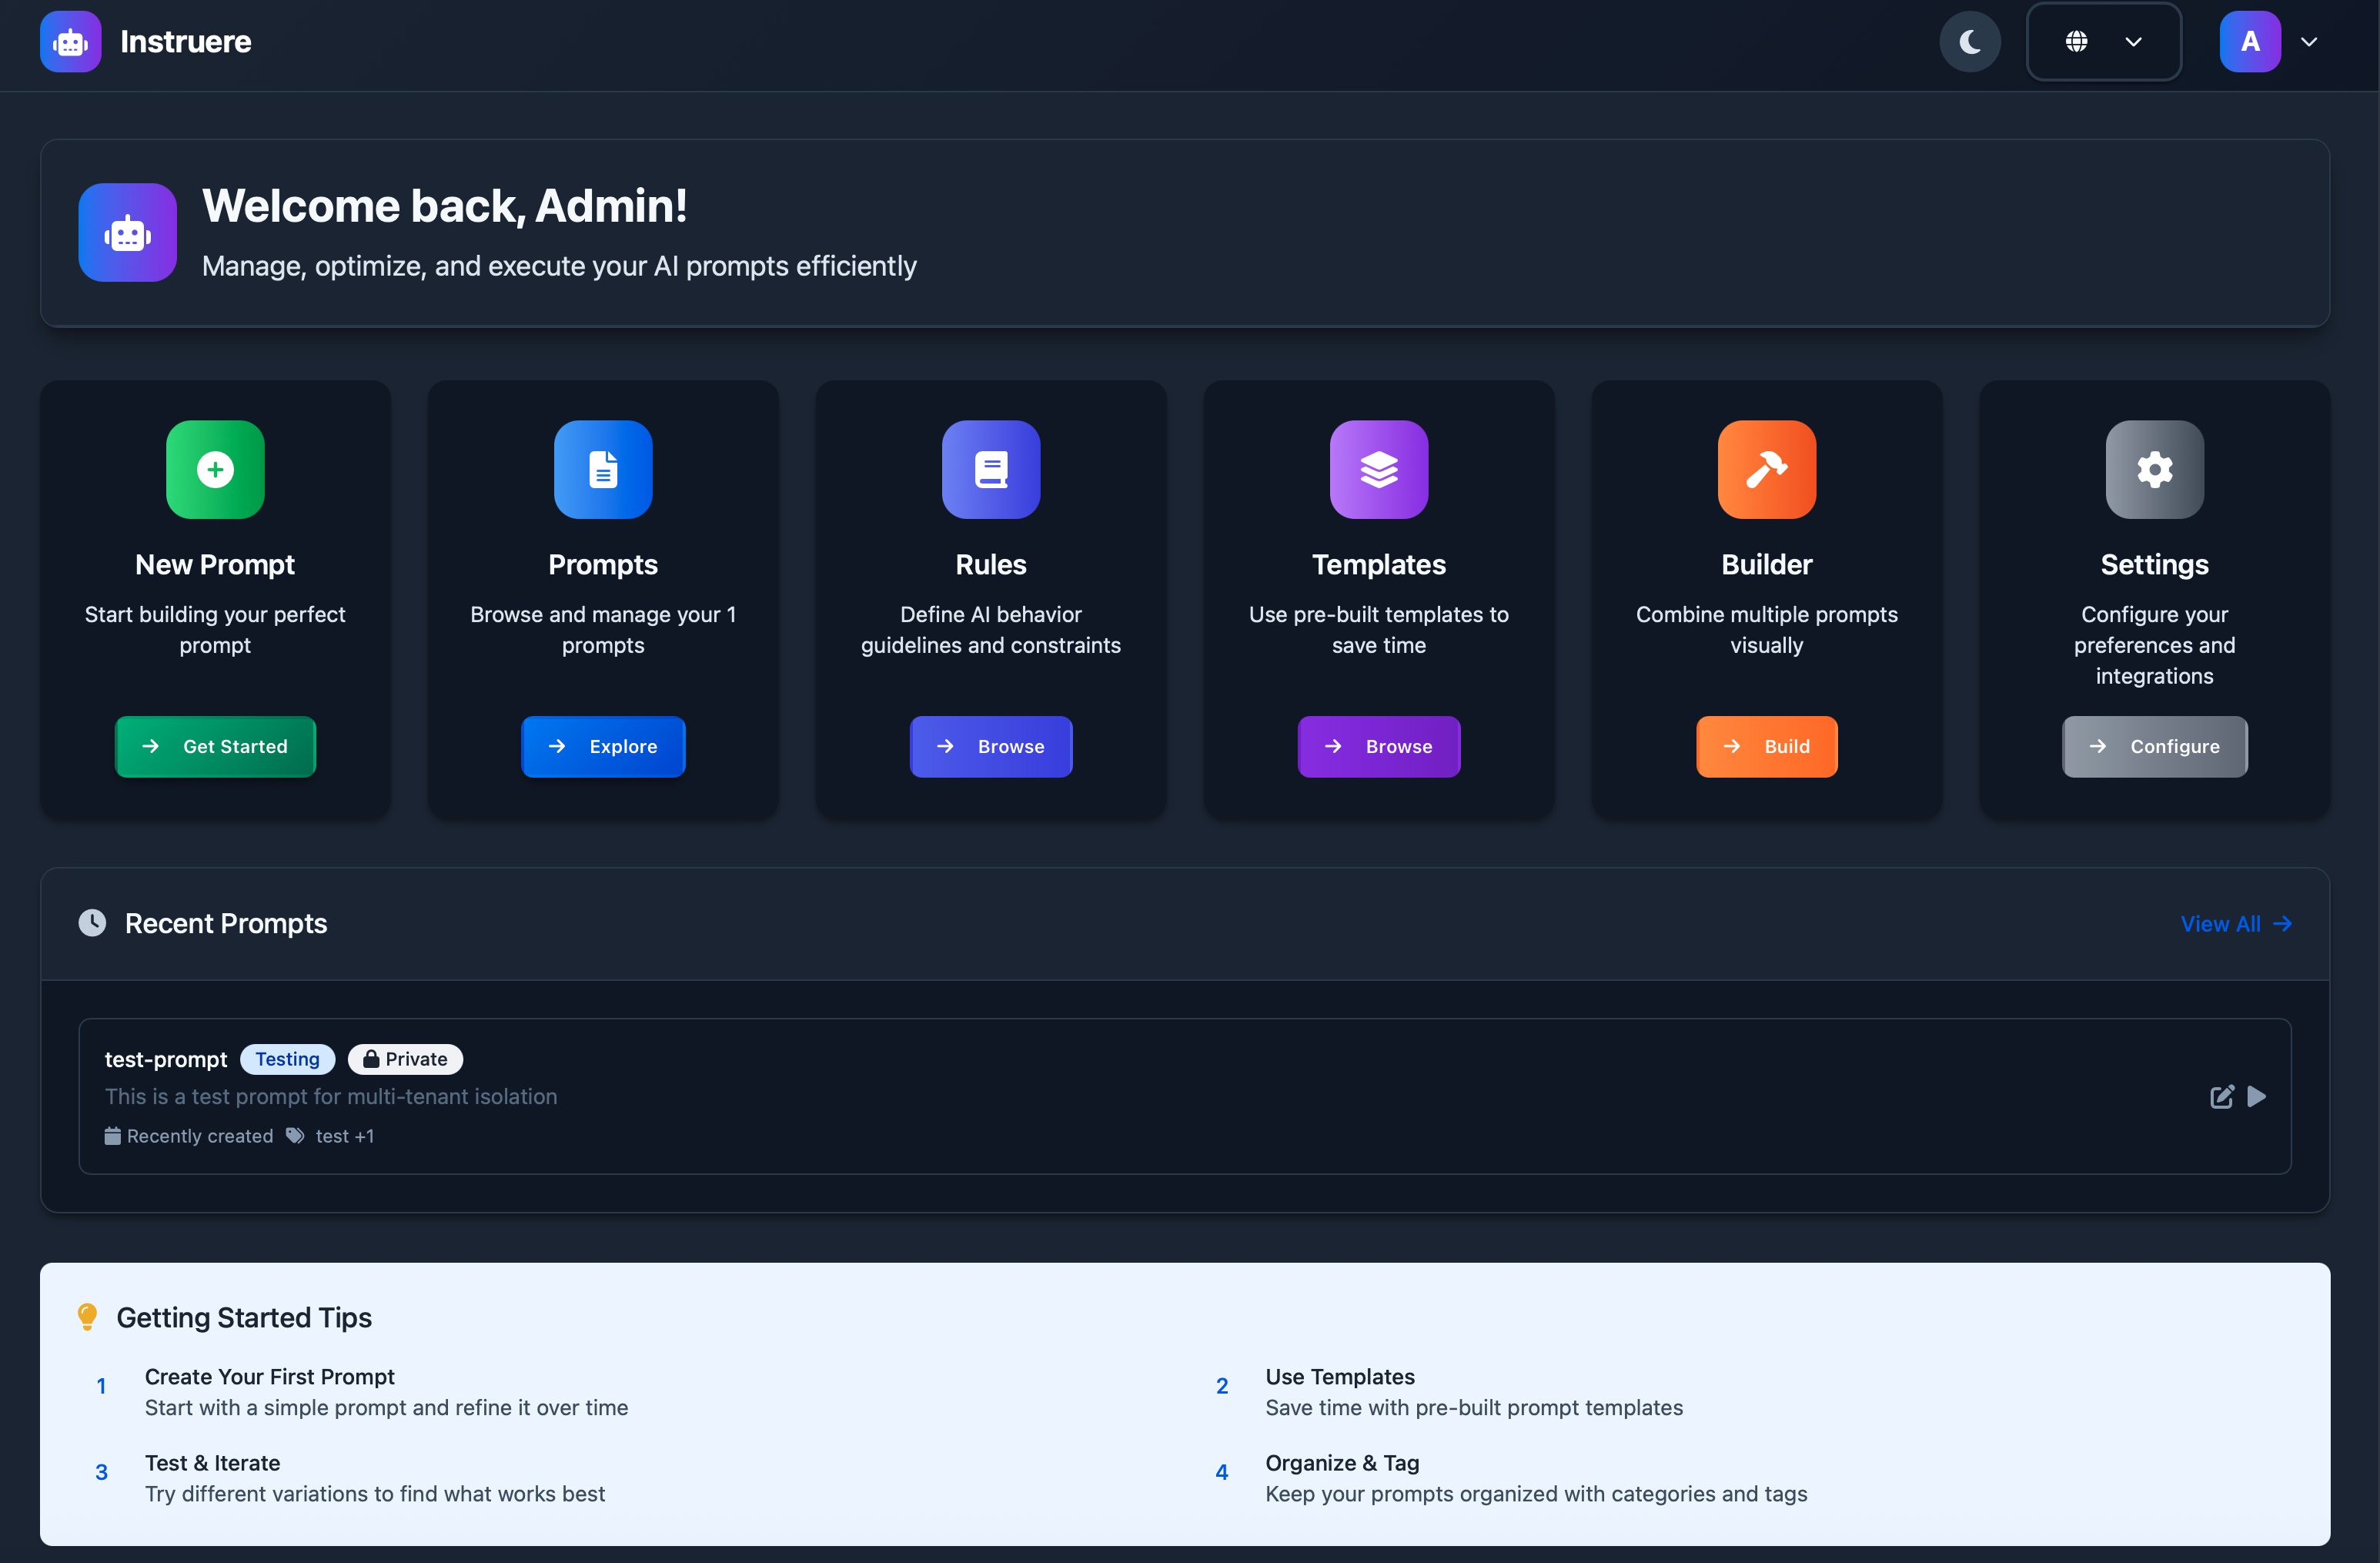 Instruere
A
Welcome back, Admin!
Manage, optimize, and execute your AI prompts efficiently
New Prompt
Start building your perfect
prompt
Get Started
Prompts
Browse and manage your 1
prompts
Explore
Rules
Define AI behavior
guidelines and constraints
Browse
Templates
Use pre-built templates to
save time
Browse
Builder
Combine multiple prompts
visually
Build
Settings
Configure your
preferences and
integrations
Configure
Recent Prompts
View All
test-prompt Testing Private
This is a test prompt for multi-tenant isolation
Recently created test +1
Getting Started Tips
1 Create Your First Prompt
Start with a simple prompt and refine it over time
2 Use Templates
Save time with pre-built prompt templates
3 Test & Iterate
Try different variations to find what works best
4 Organize & Tag
Keep your prompts organized with categories and tags